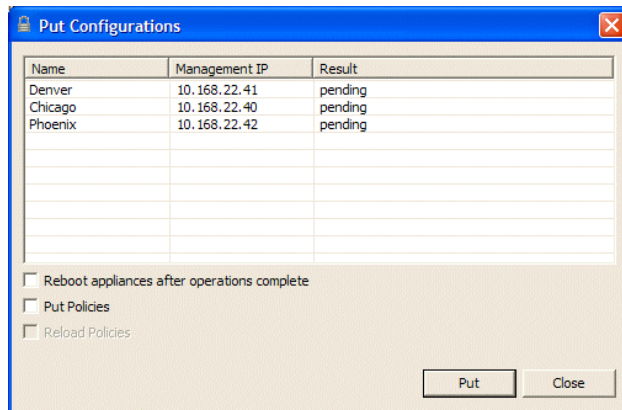 Put Configurations
Name Management IP Result
Denver 10.168.22.41 pending
Chicago 10.168.22.40 pending
Phoenix 10.168.22.42 pending
Reboot appliances after operations complete
Put Policies
Reload Policies
Put Close